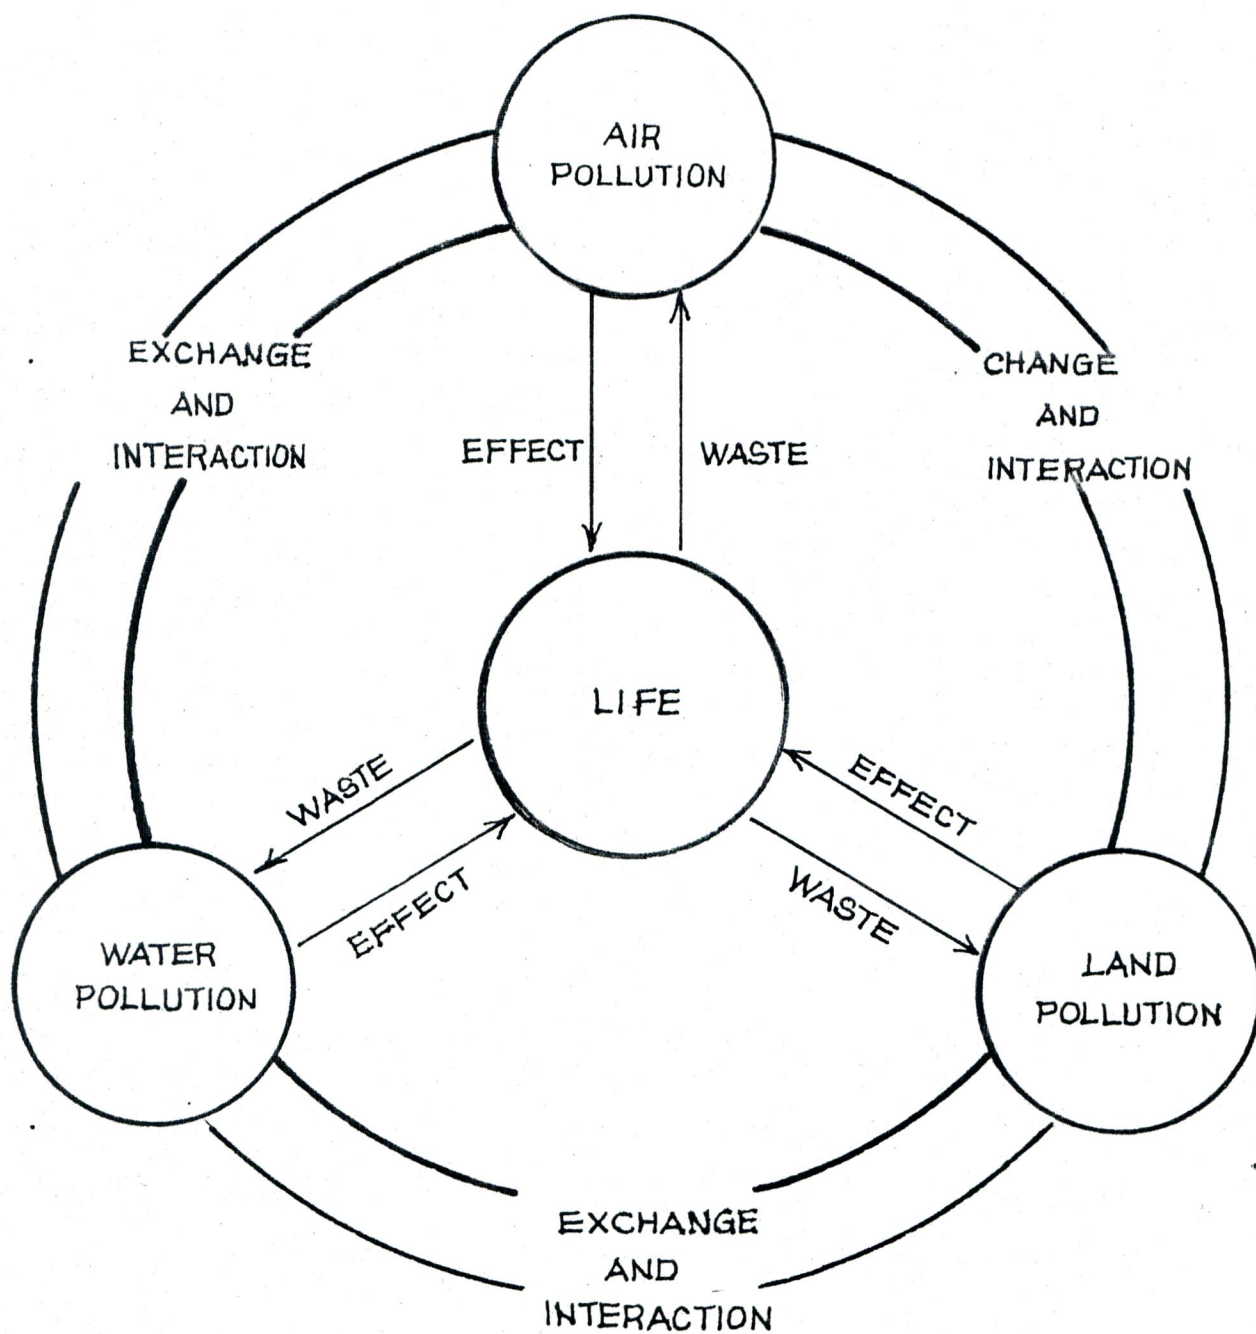 AIR
POLLUTION
EXCHANGE
AND
INTERACTION
CHANGE
AND
INTERACTION
EFFECT
WASTE
LIFE
WASTE
EFFECT
EFFECT
WASTE
WATER
POLLUTION
LAND
POLLUTION
EXCHANGE
AND
INTERACTION